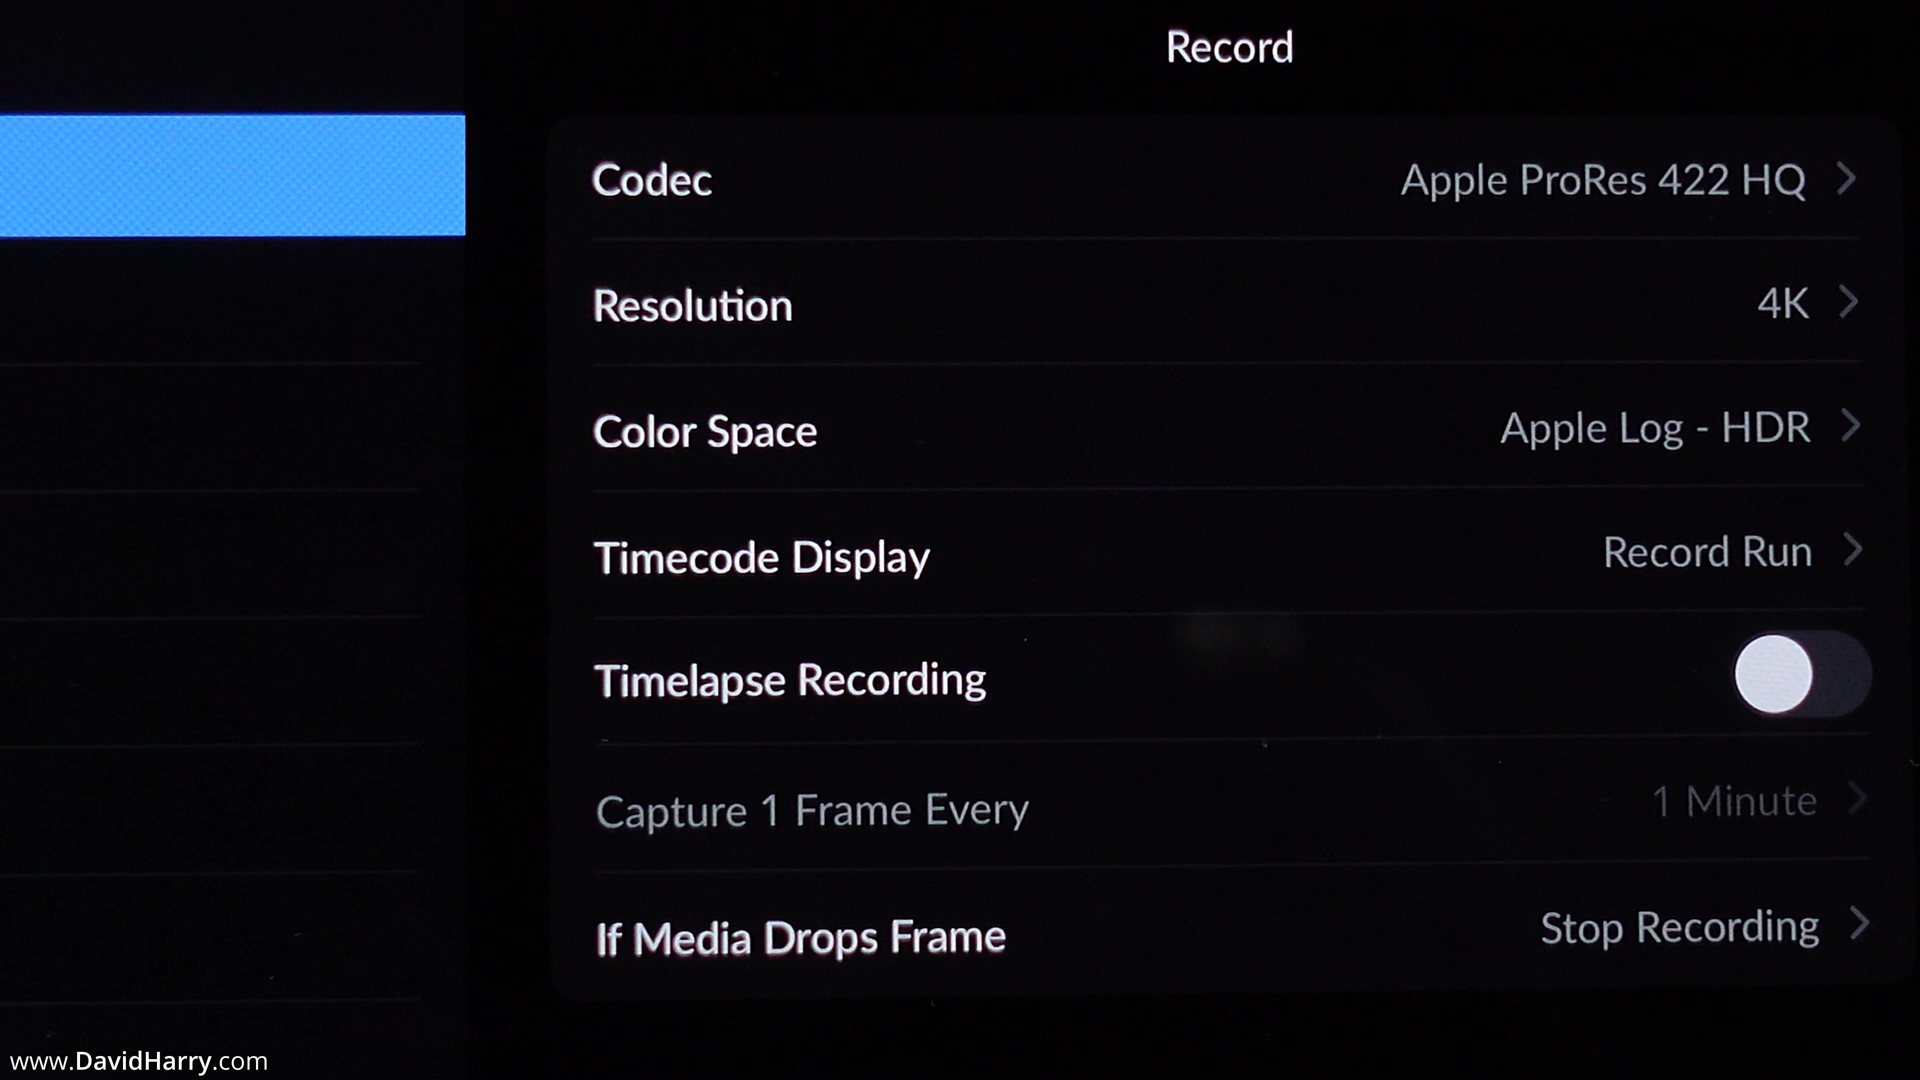 Record
Codec Apple ProRes 422 HQ
Resolution 4K
Color Space Apple Log - HDR
Timecode Display Record Run
Timelapse Recording
Capture 1 Frame Every 1 Minute
If Media Drops Frame Stop Recording
www.DavidHarry.com